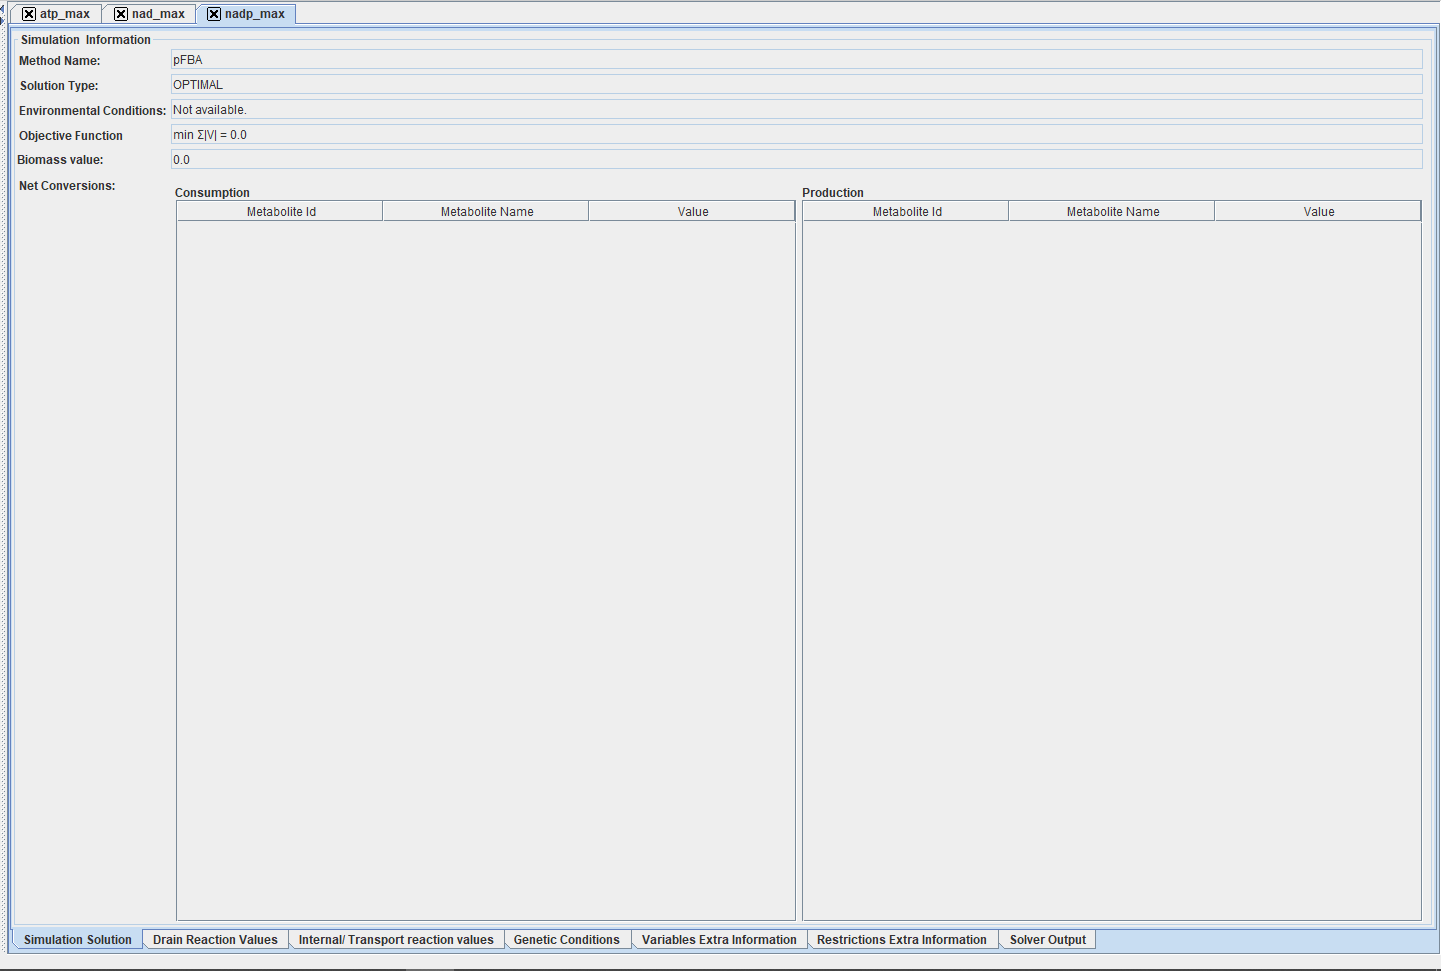 atp_max nad_max nadp_max
Simulation Information
Method Name: pFBA
Solution Type: OPTIMAL
Environmental Conditions: Not available.
Objective Function min Σ|V| = 0.0
Biomass value: 0.0
Net Conversions:
Consumption Production
Metabolite Id Metabolite Name Value Metabolite Id Metabolite Name Value
Simulation Solution Drain Reaction Values Internal/ Transport reaction values Genetic Conditions Variables Extra Information Restrictions Extra Information Solver Output